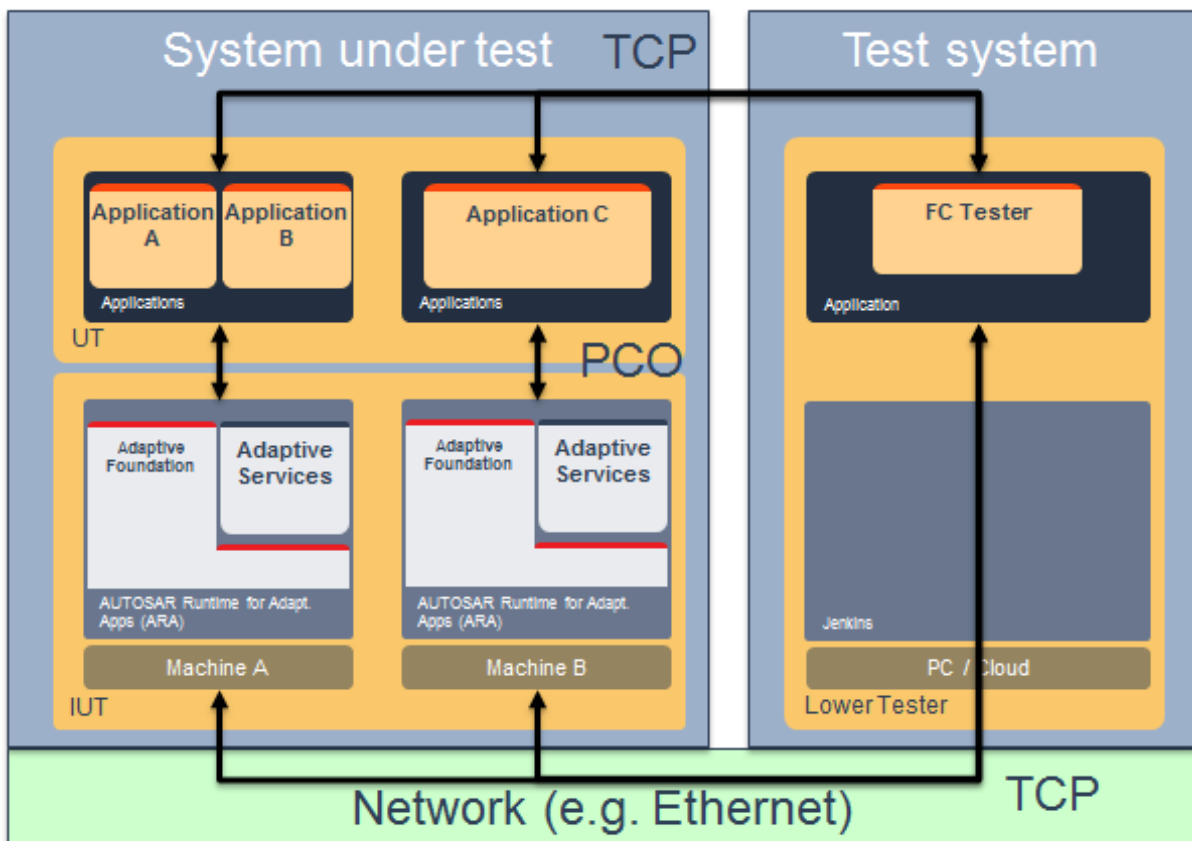 System under test
TCP
Test system
Application
A
Application
B
Applications
Application C
Applications
FC Tester
Application
UT
PCO
Adaptive
Foundation
Adaptive
Services
AUTOSAR Runtime for Adapt.
Apps (ARA)
Machine A
Adaptive
Foundation
Adaptive
Services
AUTOSAR Runtime for Adapt.
Apps (ARA)
Machine B
IUT
Jenkins
PC / Cloud
Lower Tester
Network (e.g. Ethernet)
TCP